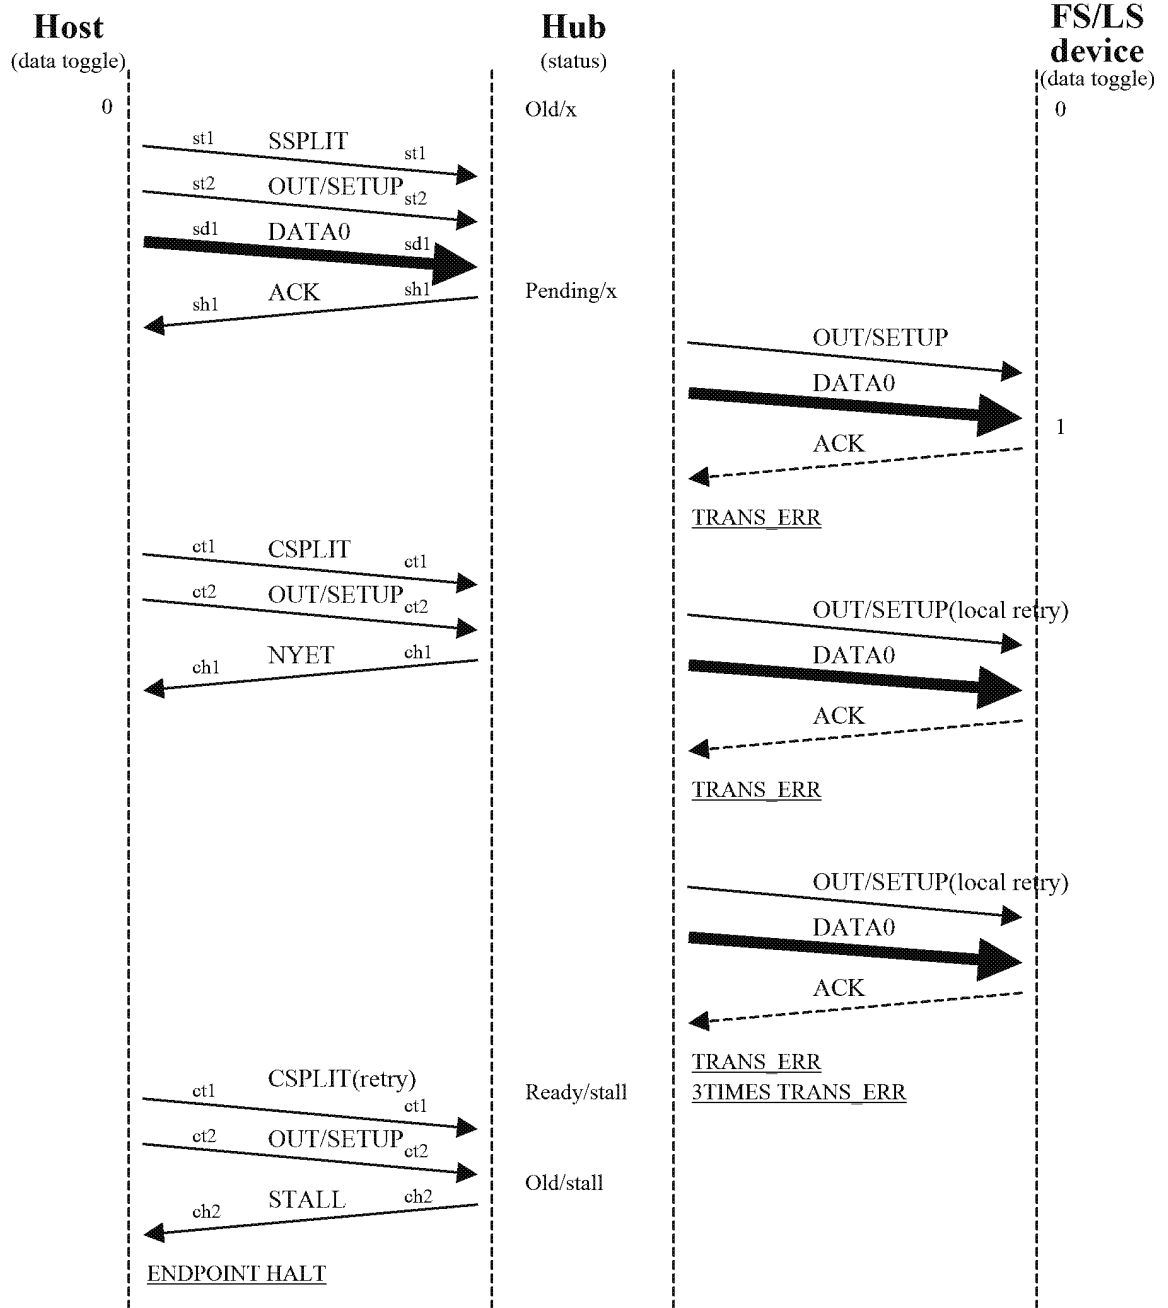 Host
(data toggle)
Hub
(status)
FS/LS
device
(data toggle)
0
Old/x
0
st1 SSPLIT st1
st2 OUT/SETUP st2
sd1 DATA0 sd1
sh1 ACK sh1
Pending/x
OUT/SETUP
DATA0
1
ACK
TRANS_ERR
ct1 CSPLIT ct1
ct2 OUT/SETUP ct2
ch1 NYET ch1
OUT/SETUP(local retry)
DATA0
ACK
TRANS_ERR
OUT/SETUP(local retry)
DATA0
ACK
TRANS_ERR
3TIMES TRANS_ERR
Ready/stall
ct1 CSPLIT(retry) ct1
ct2 OUT/SETUP ct2
Old/stall
ch2 STALL ch2
ENDPOINT HALT